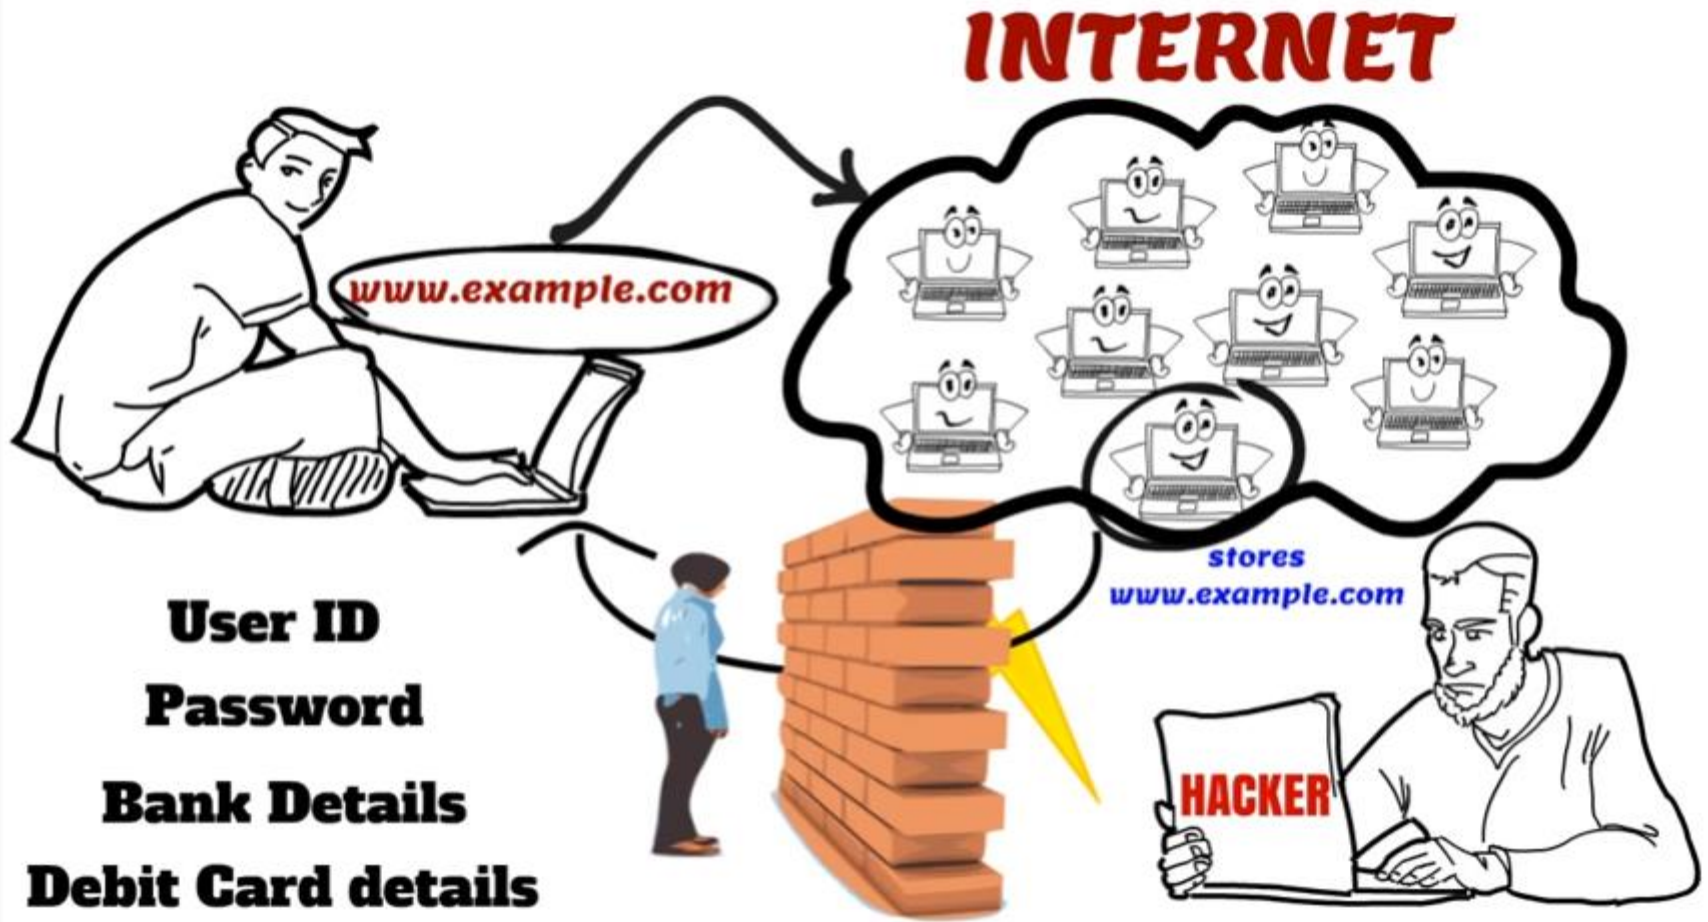 INTERNET
www.example.com
stores
www.example.com
User ID
Password
Bank Details
Debit Card details
HACKER